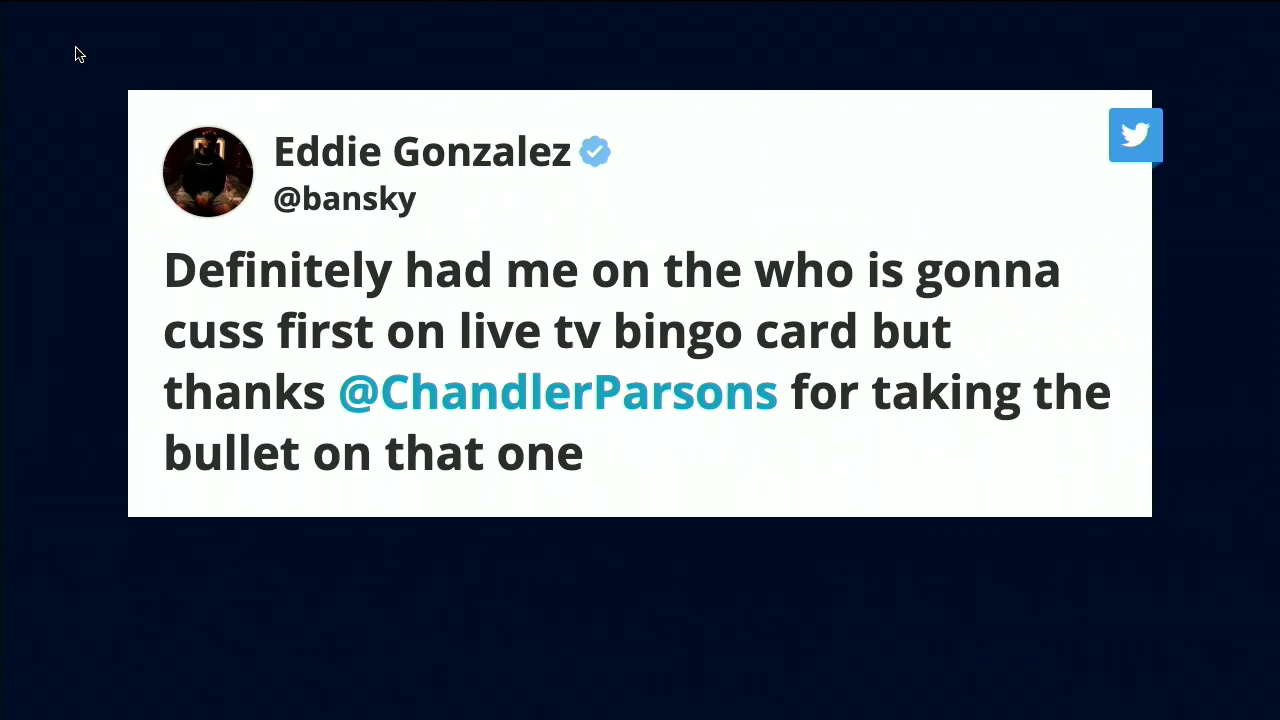 Eddie Gonzalez
@bansky
Definitely had me on the who is gonna
cuss first on live tv bingo card but
thanks @ChandlerParsons for taking the
bullet on that one